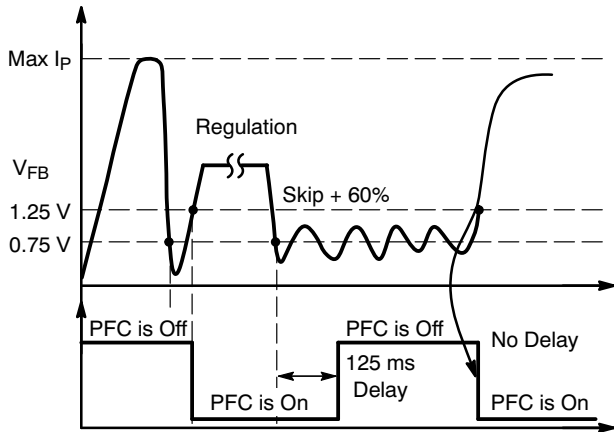 Max IP
Regulation
VFB
Skip + 60%
1.25 V
0.75 V
PFC is Off
PFC is Off
No Delay
125 ms
Delay
PFC is On
PFC is On